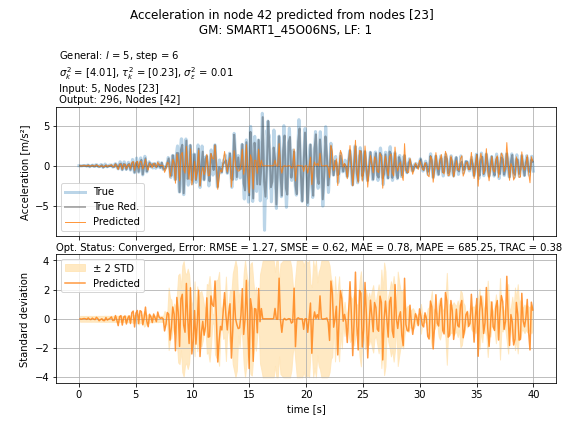 Acceleration in node 42 predicted from nodes [23]
GM: SMART1_45O06NS, LF: 1
General: l = 5, step = 6
σ²ₖ = [4.01], τ²ₖ = [0.23], σ²ₜ = 0.01
Input: 5, Nodes [23]
Output: 296, Nodes [42]
Acceleration [m/s²]
5
0
−5
True
True Red.
Predicted
Opt. Status: Converged, Error: RMSE = 1.27, SMSE = 0.62, MAE = 0.78, MAPE = 685.25, TRAC = 0.38
Standard deviation
4
2
0
−2
−4
± 2 STD
Predicted
0 5 10 15 20 25 30 35 40
time [s]